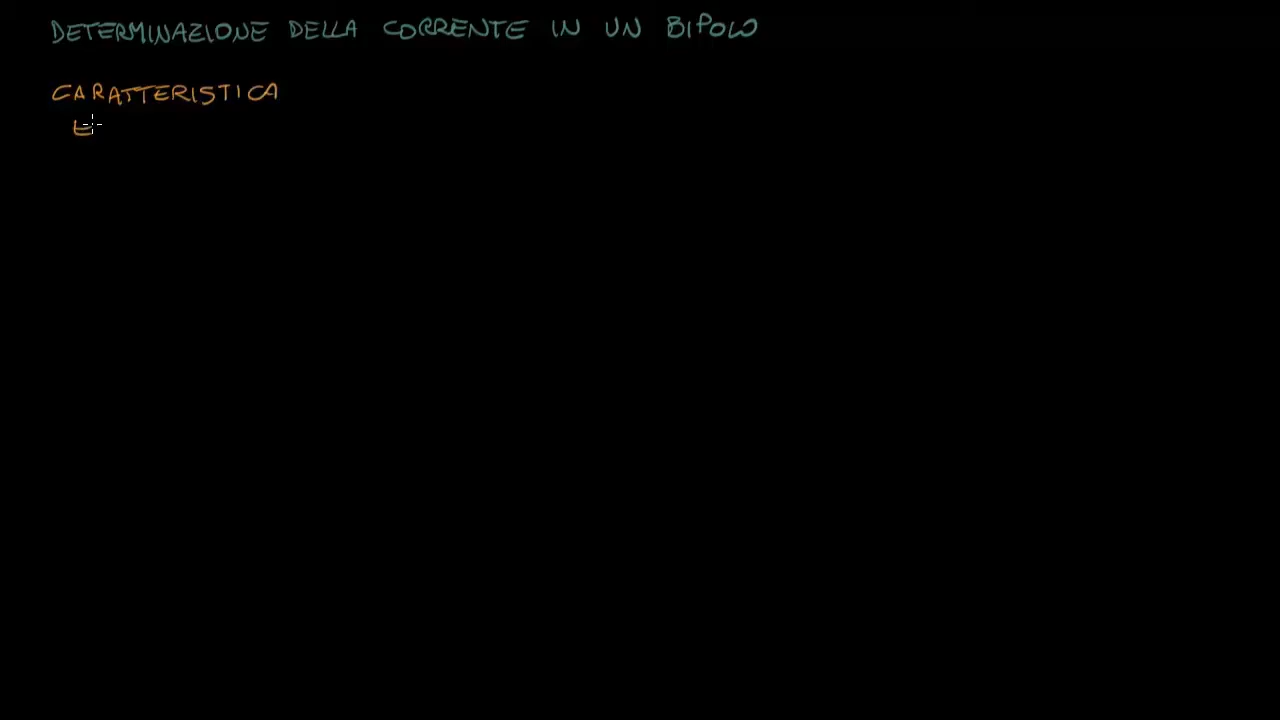 DETERMINAZIONE DELLA CORRENTE IN UN BIPOLO
CARATTERISTICA